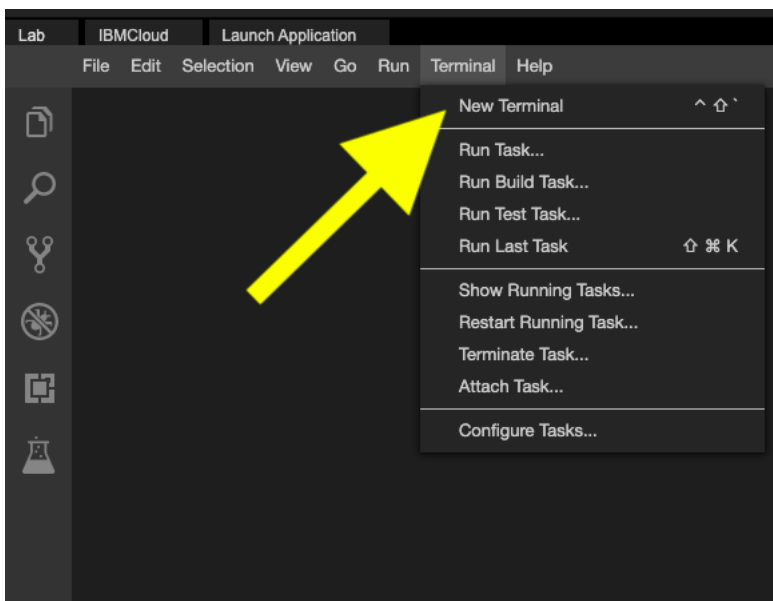 Lab IBMCloud Launch Application
File Edit Selection View Go Run Terminal Help
New Terminal ^ ⇧ `
Run Task...
Run Build Task...
Run Test Task...
Run Last Task ⇧ ⌘ K
Show Running Tasks...
Restart Running Task...
Terminate Task...
Attach Task...
Configure Tasks...